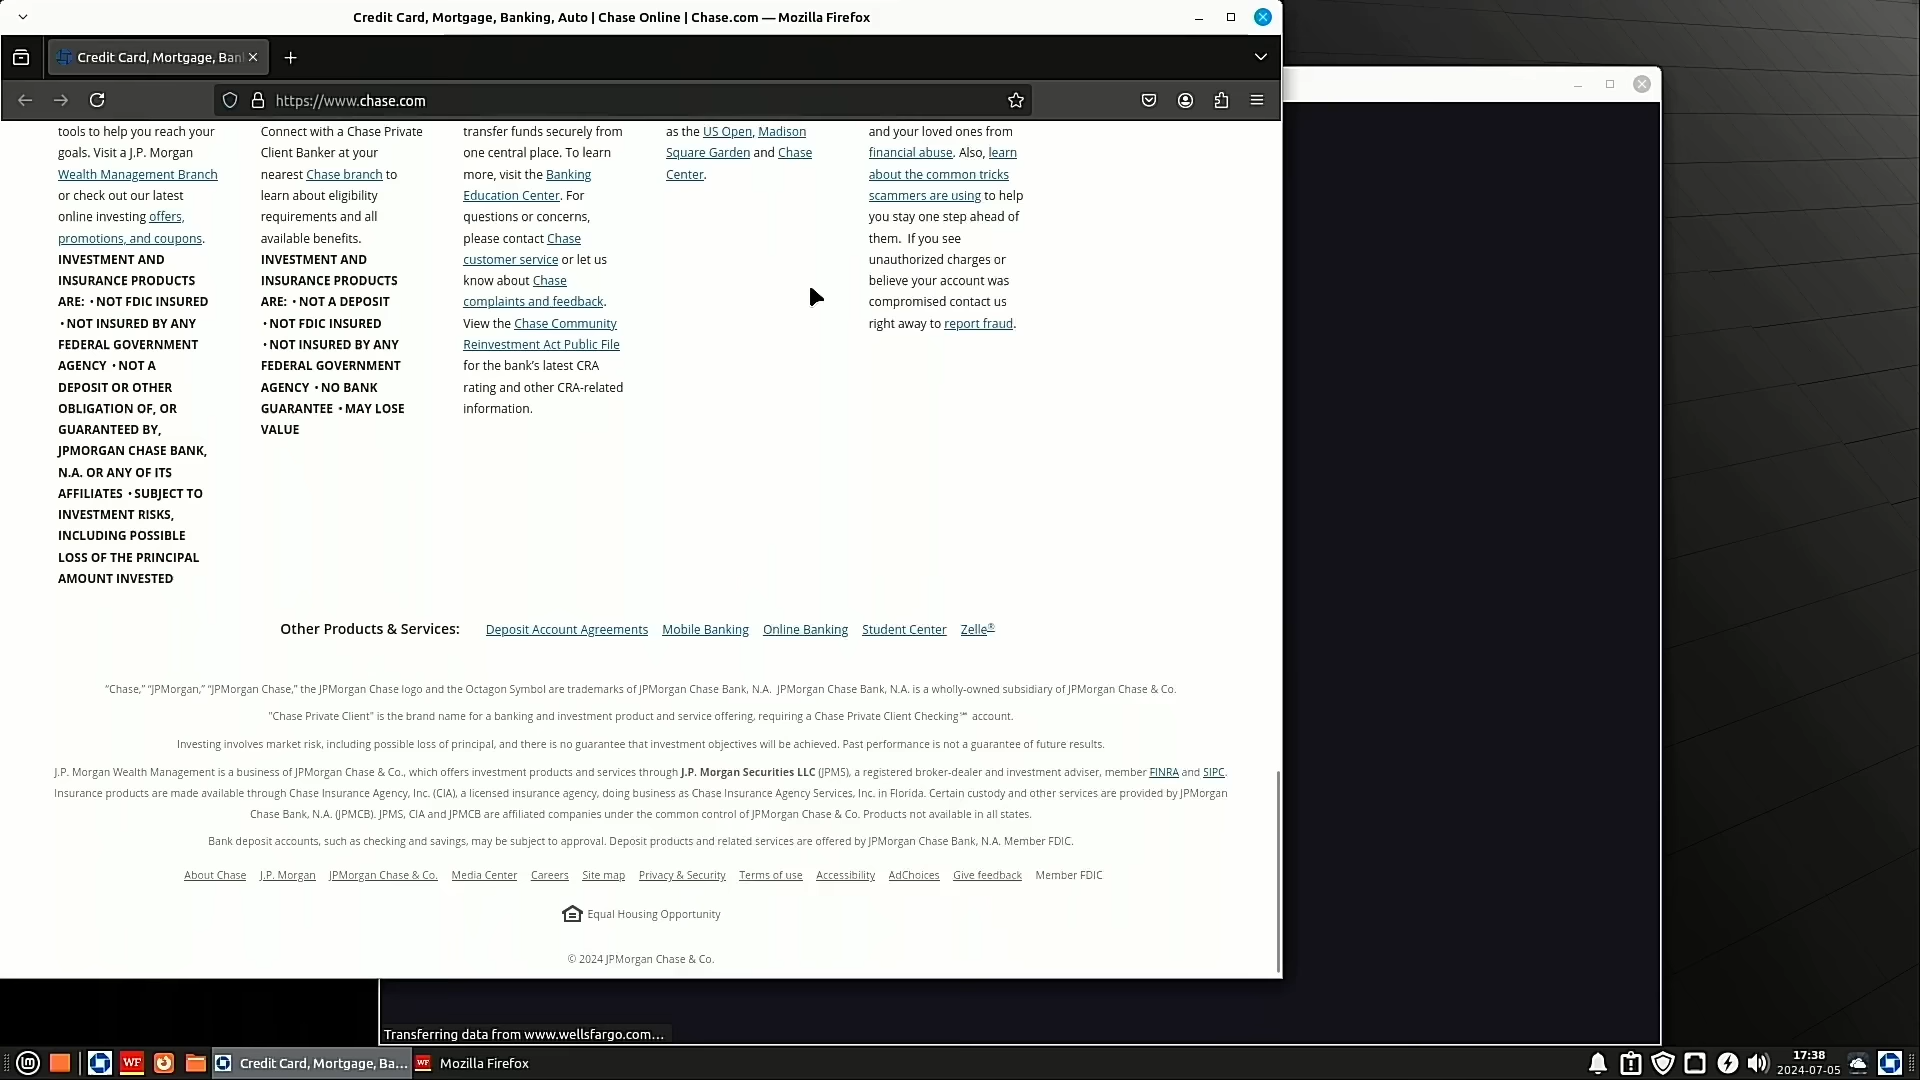 Credit Card, Mortgage, Banking, Auto | Chase Online | Chase.com — Mozilla Firefox
Credit Card, Mortgage, Ban
https://www.chase.com
tools to help you reach your
goals. Visit a J.P. Morgan
Wealth Management Branch
or check out our latest
online investing offers,
promotions, and coupons.
INVESTMENT AND
INSURANCE PRODUCTS
ARE: • NOT FDIC INSURED
• NOT INSURED BY ANY
FEDERAL GOVERNMENT
AGENCY • NOT A
DEPOSIT OR OTHER
OBLIGATION OF, OR
GUARANTEED BY,
JPMORGAN CHASE BANK,
N.A. OR ANY OF ITS
AFFILIATES • SUBJECT TO
INVESTMENT RISKS,
INCLUDING POSSIBLE
LOSS OF THE PRINCIPAL
AMOUNT INVESTED
Connect with a Chase Private
Client Banker at your
nearest Chase branch to
learn about eligibility
requirements and all
available benefits.
INVESTMENT AND
INSURANCE PRODUCTS
ARE: • NOT A DEPOSIT
• NOT FDIC INSURED
• NOT INSURED BY ANY
FEDERAL GOVERNMENT
AGENCY • NO BANK
GUARANTEE • MAY LOSE
VALUE
transfer funds securely from
one central place. To learn
more, visit the Banking
Education Center. For
questions or concerns,
please contact Chase
customer service or let us
know about Chase
complaints and feedback.
View the Chase Community
Reinvestment Act Public File
for the bank's latest CRA
rating and other CRA-related
information.
as the US Open, Madison
Square Garden and Chase
Center.
and your loved ones from
financial abuse. Also, learn
about the common tricks
scammers are using to help
you stay one step ahead of
them. If you see
unauthorized charges or
believe your account was
compromised contact us
right away to report fraud.
Other Products & Services: Deposit Account Agreements Mobile Banking Online Banking Student Center Zelle®
“Chase,” “JPMorgan,” “JPMorgan Chase,” the JPMorgan Chase logo and the Octagon Symbol are trademarks of JPMorgan Chase Bank, N.A. JPMorgan Chase Bank, N.A. is a wholly-owned subsidiary of JPMorgan Chase & Co.
"Chase Private Client" is the brand name for a banking and investment product and service offering, requiring a Chase Private Client Checking℠ account.
Investing involves market risk, including possible loss of principal, and there is no guarantee that investment objectives will be achieved. Past performance is not a guarantee of future results.
J.P. Morgan Wealth Management is a business of JPMorgan Chase & Co., which offers investment products and services through J.P. Morgan Securities LLC (JPMS), a registered broker-dealer and investment adviser, member FINRA and SIPC.
Insurance products are made available through Chase Insurance Agency, Inc. (CIA), a licensed insurance agency, doing business as Chase Insurance Agency Services, Inc. in Florida. Certain custody and other services are provided by JPMorgan
Chase Bank, N.A. (JPMCB). JPMS, CIA and JPMCB are affiliated companies under the common control of JPMorgan Chase & Co. Products not available in all states.
Bank deposit accounts, such as checking and savings, may be subject to approval. Deposit products and related services are offered by JPMorgan Chase Bank, N.A. Member FDIC.
About Chase J.P. Morgan JPMorgan Chase & Co. Media Center Careers Site map Privacy & Security Terms of use Accessibility AdChoices Give feedback Member FDIC
Equal Housing Opportunity
© 2024 JPMorgan Chase & Co.
Transferring data from www.wellsfargo.com…
WF Credit Card, Mortgage, Ba... WF Mozilla Firefox
17:38
2024-07-05